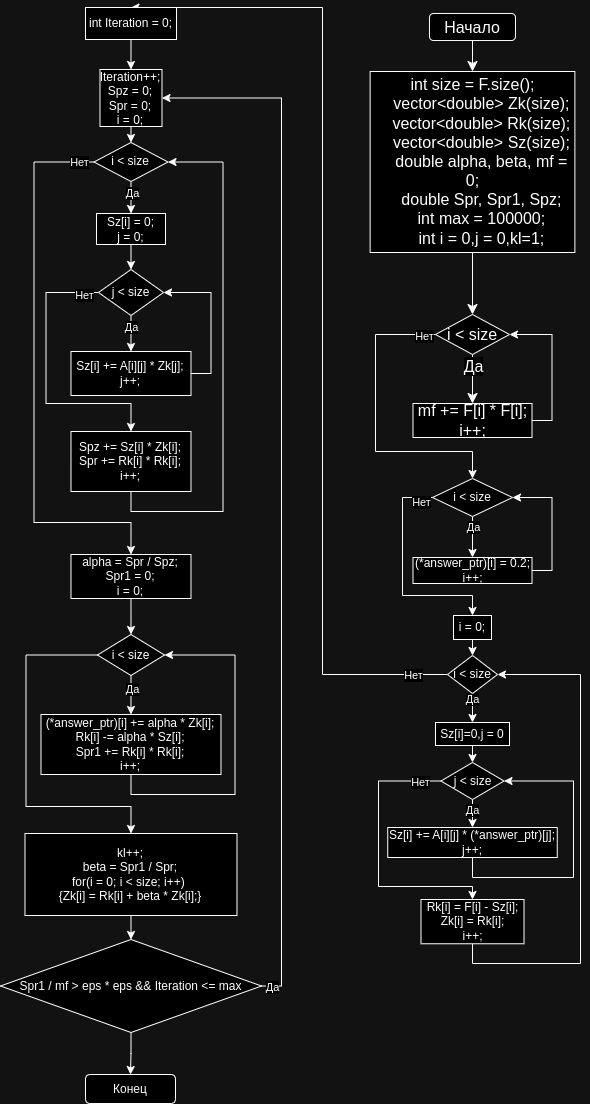 Начало
int size = F.size();
vector<double> Zk(size);
vector<double> Rk(size);
vector<double> Sz(size);
double alpha, beta, mf =
0;
double Spr, Spr1, Spz;
int max = 100000;
int i = 0,j = 0,kl=1;
i < size
Нет
Да
mf += F[i] * F[i];
i++;
i < size
Нет
Да
(*answer_ptr)[i] = 0.2;
i++;
i = 0;
i < size
Нет
Да
Sz[i]=0,j = 0
j < size
Нет
Да
Sz[i] += A[i][j] * (*answer_ptr)[j];
j++;
Rk[i] = F[i] - Sz[i];
Zk[i] = Rk[i];
i++;
int Iteration = 0;
Iteration++;
Spz = 0;
Spr = 0;
i = 0;
i < size
Нет
Да
Sz[i] = 0;
j = 0;
j < size
Нет
Да
Sz[i] += A[i][j] * Zk[j];
j++;
Spz += Sz[i] * Zk[i];
Spr += Rk[i] * Rk[i];
i++;
alpha = Spr / Spz;
Spr1 = 0;
i = 0;
i < size
Да
(*answer_ptr)[i] += alpha * Zk[i];
Rk[i] -= alpha * Sz[i];
Spr1 += Rk[i] * Rk[i];
i++;
kl++;
beta = Spr1 / Spr;
for(i = 0; i < size; i++)
{Zk[i] = Rk[i] + beta * Zk[i];}
Spr1 / mf > eps * eps && Iteration <= max
Да
Конец